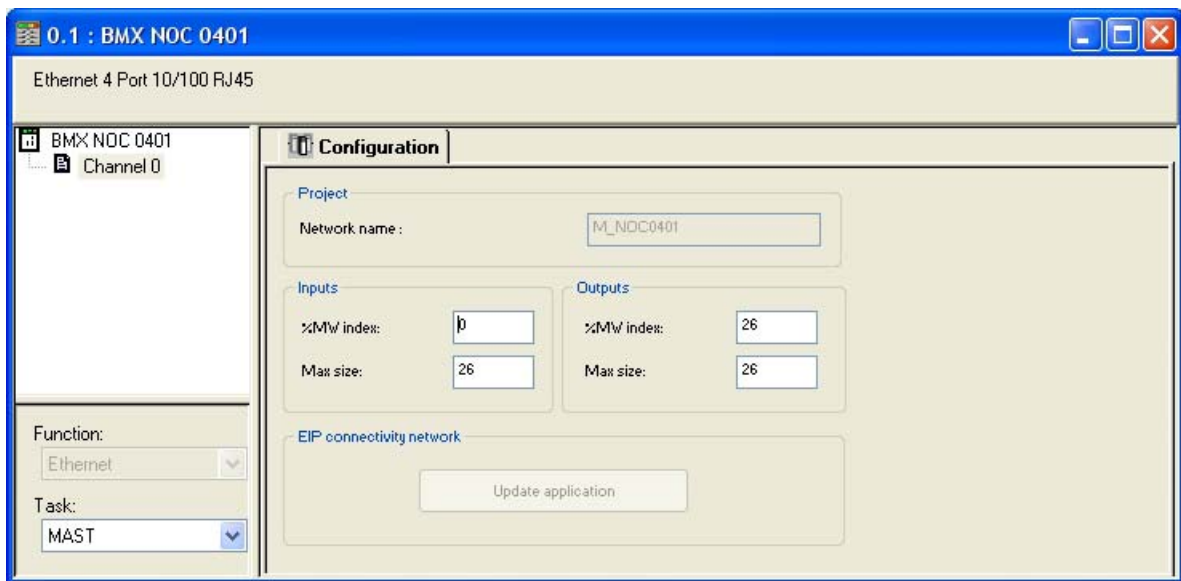 0.1 : BMX NOC 0401
Ethernet 4 Port 10/100 RJ45
BMX NOC 0401
Channel 0
Function:
Ethernet
Task:
MAST
Configuration
Project
Network name :
M_NOC0401
Inputs
%MW index:
0
Max size:
26
Outputs
%MW index:
26
Max size:
26
EIP connectivity network
Update application